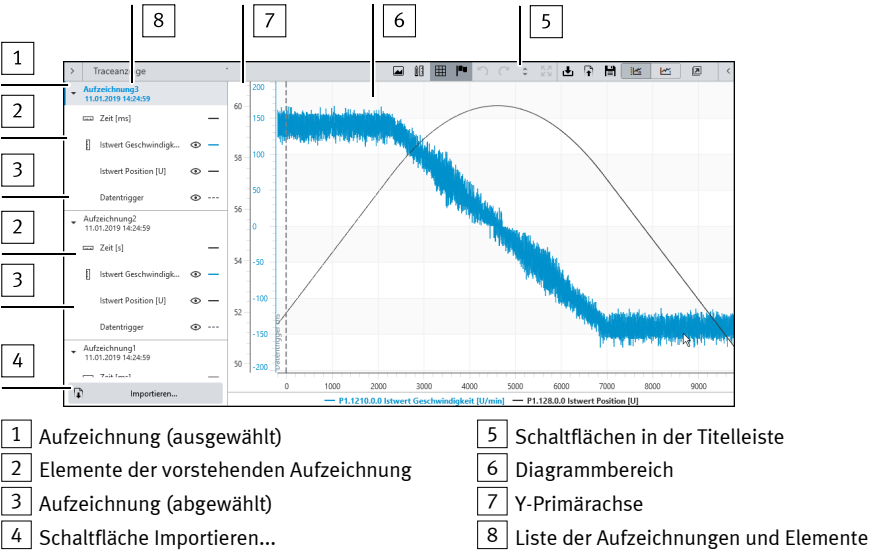 8
7
6
5
1
2
3
2
3
4
Traceanzeige
Aufzeichnung3
11.01.2019 14:24:59
Zeit [ms]
Istwert Geschwindigk...
Istwert Position [U]
Datentrigger
Aufzeichnung2
11.01.2019 14:24:59
Zeit [s]
Istwert Geschwindigk...
Istwert Position [U]
Datentrigger
Aufzeichnung1
11.01.2019 14:24:59
Zeit [ms]
Importieren...
60
58
56
54
52
50
200
150
100
50
0
-50
-100
-150
-200
0 1000 2000 3000 4000 5000 6000 7000 8000 9000
P1.1210.0.0 Istwert Geschwindigkeit [U/min] P1.128.0.0 Istwert Position [U]
1 Aufzeichnung (ausgewählt)
2 Elemente der vorstehenden Aufzeichnung
3 Aufzeichnung (abgewählt)
4 Schaltfläche Importieren...
5 Schaltflächen in der Titelleiste
6 Diagrammbereich
7 Y-Primärachse
8 Liste der Aufzeichnungen und Elemente